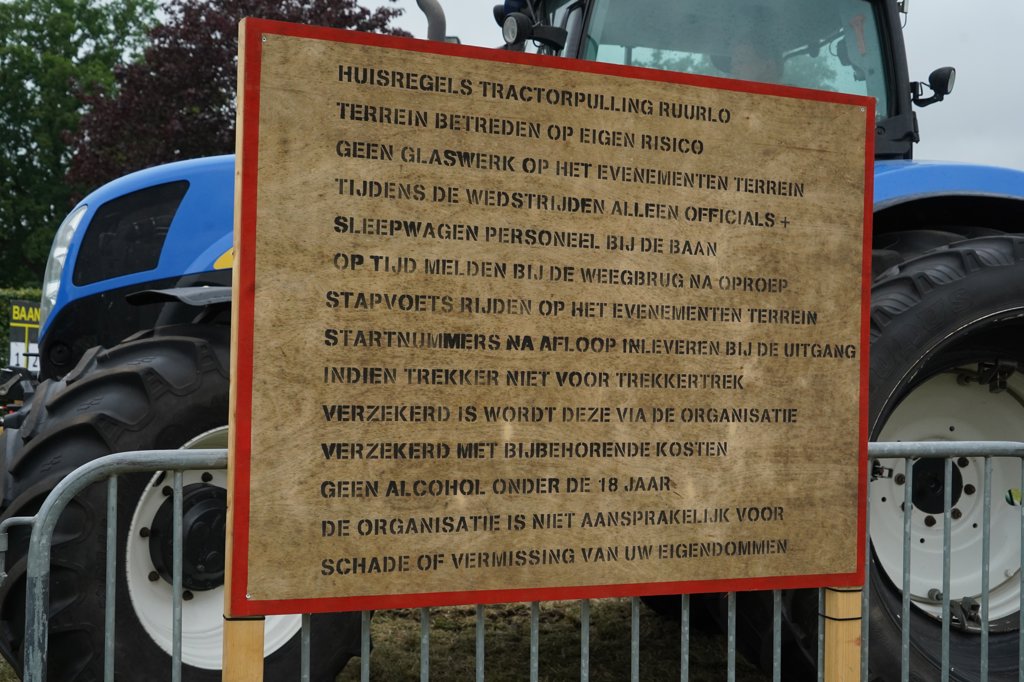 HUISREGELS TRACTORPULLING RUURLO
TERREIN BETREDEN OP EIGEN RISICO
GEEN GLASWERK OP HET EVENEMENTEN TERREIN
TIJDENS DE WEDSTRIJDEN ALLEEN OFFICIALS +
SLEEPWAGEN PERSONEEL BIJ DE BAAN
OP TIJD MELDEN BIJ DE WEEGBRUG NA OPROEP
STAPVOETS RIJDEN OP HET EVENEMENTEN TERREIN
STARTNUMMERS NA AFLOOP INLEVEREN BIJ DE UITGANG
INDIEN TREKKER NIET VOOR TREKKERTREK
VERZEKERD IS WORDT DEZE VIA DE ORGANISATIE
VERZEKERD MET BIJBEHORENDE KOSTEN
GEEN ALCOHOL ONDER DE 18 JAAR
DE ORGANISATIE IS NIET AANSPRAKELIJK VOOR
SCHADE OF VERMISSING VAN UW EIGENDOMMEN
BAAN